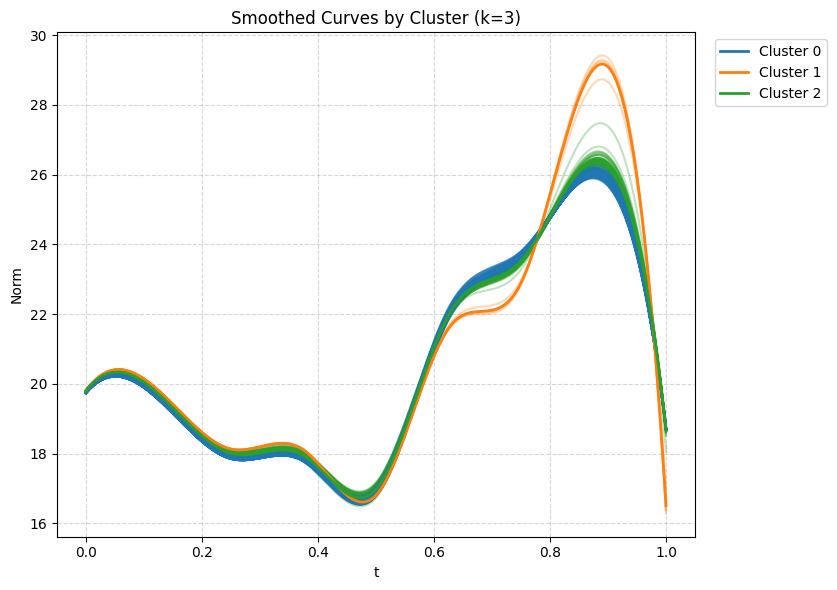 Smoothed Curves by Cluster (k=3)
Cluster 0
Cluster 1
Cluster 2
Norm
30
28
26
24
22
20
18
16
0.0 0.2 0.4 0.6 0.8 1.0
t